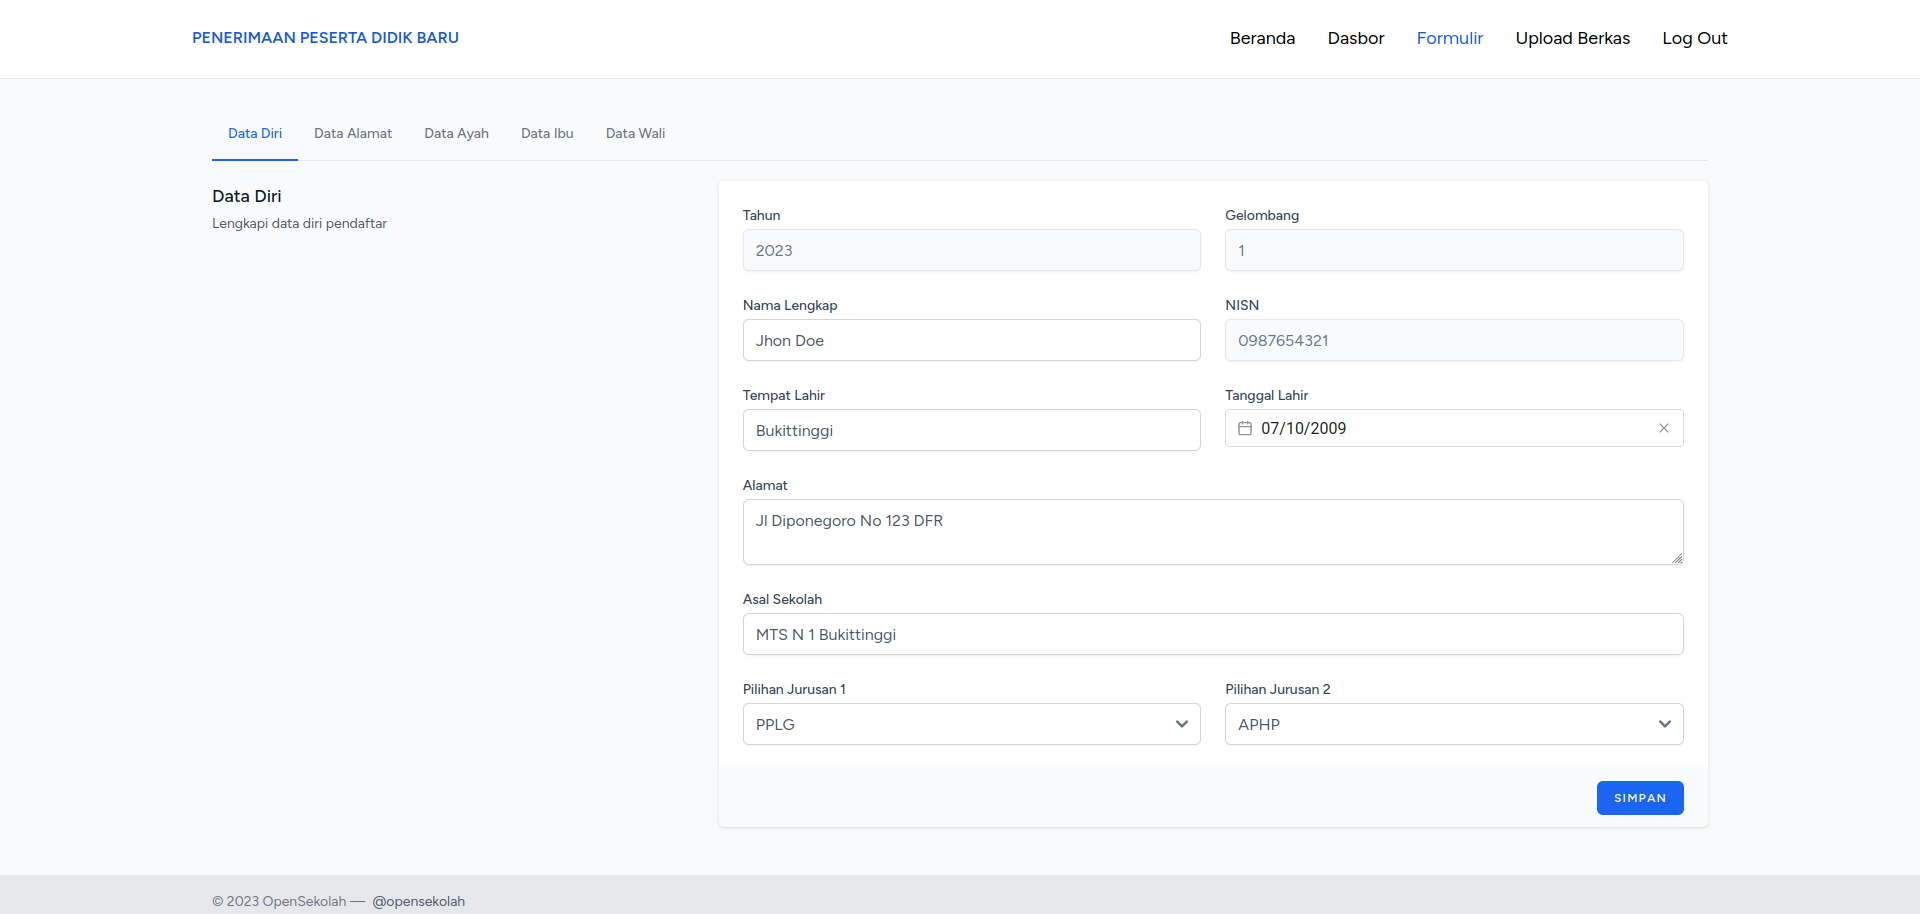 PENERIMAAN PESERTA DIDIK BARU
Beranda Dasbor Formulir Upload Berkas Log Out
Data Diri Data Alamat Data Ayah Data Ibu Data Wali
Data Diri
Lengkapi data diri pendaftar
Tahun Gelombang
2023 1
Nama Lengkap NISN
Jhon Doe 0987654321
Tempat Lahir Tanggal Lahir
Bukittinggi 07/10/2009
Alamat
Jl Diponegoro No 123 DFR
Asal Sekolah
MTS N 1 Bukittinggi
Pilihan Jurusan 1 Pilihan Jurusan 2
PPLG APHP
SIMPAN
© 2023 OpenSekolah — @opensekolah